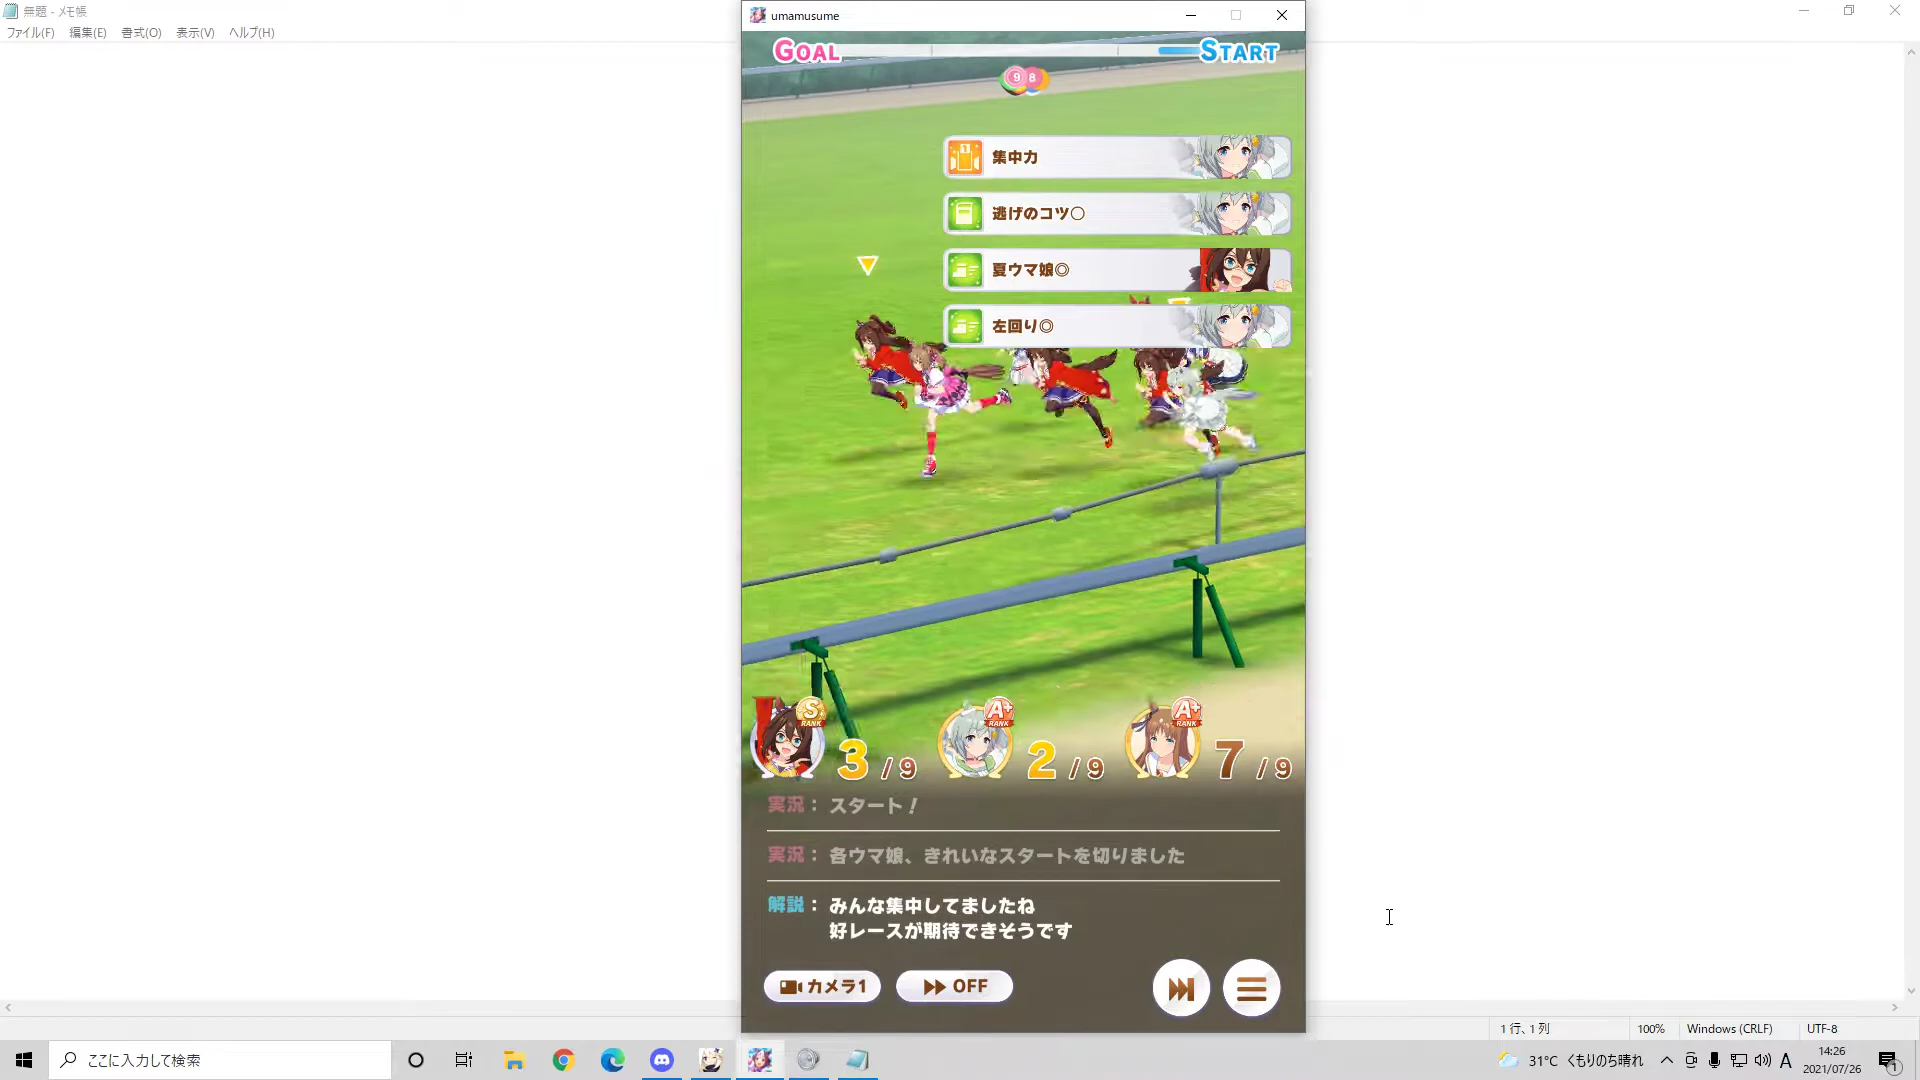 無題 - メモ帳
ファイル(F) 編集(E) 書式(O) 表示(V) ヘルプ(H)
umamusume
GOAL START
9 8
集中力
逃げのコツ○
夏ウマ娘◎
左回り◎
S RANK 3 / 9 A+ RANK 2 / 9 A+ RANK 7 / 9
実況： スタート！
実況： 各ウマ娘、きれいなスタートを切りました
解説： みんな集中してましたね
好レースが期待できそうです
カメラ1 OFF
1 行、1 列 100% Windows (CRLF) UTF-8
ここに入力して検索
31°C くもりのち晴れ A 14:26
2021/07/26
1